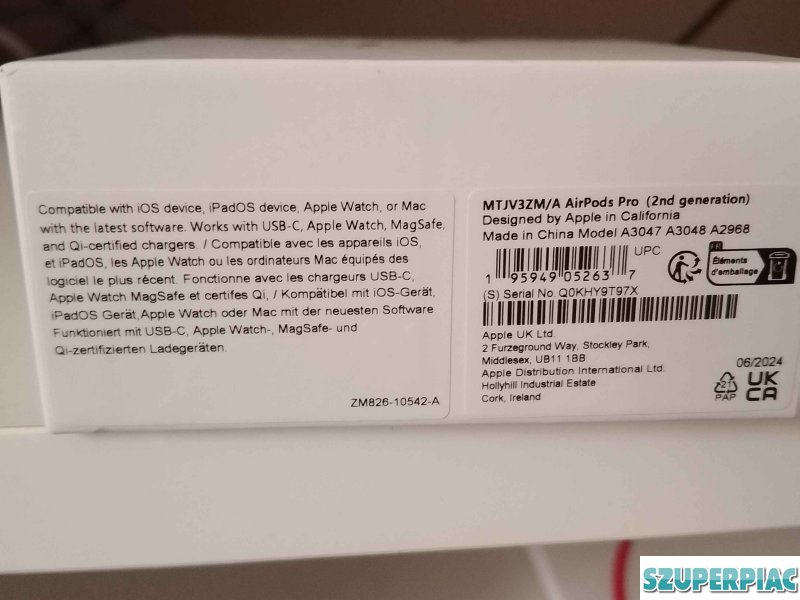 Compatible with iOS device, iPadOS device, Apple Watch, or Mac
with the latest software. Works with USB-C, Apple Watch, MagSafe,
and Qi-certified chargers. / Compatible avec les appareils iOS,
et iPadOS, les Apple Watch ou les ordinateurs Mac équipés des
logiciel le plus récent. Fonctionne avec les chargeurs USB-C,
Apple Watch MagSafe et certifes Qi, / Kompatibel mit iOS-Gerät,
iPadOS Gerät,Apple Watch oder Mac mit der neuesten Software
Funktioniert mit USB-C, Apple Watch-, MagSafe- und
Qi-zertifizierten Ladegeräten.
ZM826-10542-A
MTJV3ZM/A AirPods Pro (2nd generation)
Designed by Apple in California
Made in China Model A3047 A3048 A2968
UPC
1 95949 05263 7
FR
Éléments
d'emballage
(S) Serial No. Q0KHY9T97X
Apple UK Ltd.
2 Furzeground Way, Stockley Park,
Middlesex, UB11 1BB
Apple Distribution International Ltd.
Hollyhill Industrial Estate
Cork, Ireland
06/2024
21
PAP
UK
CA
SZUPERPIAC